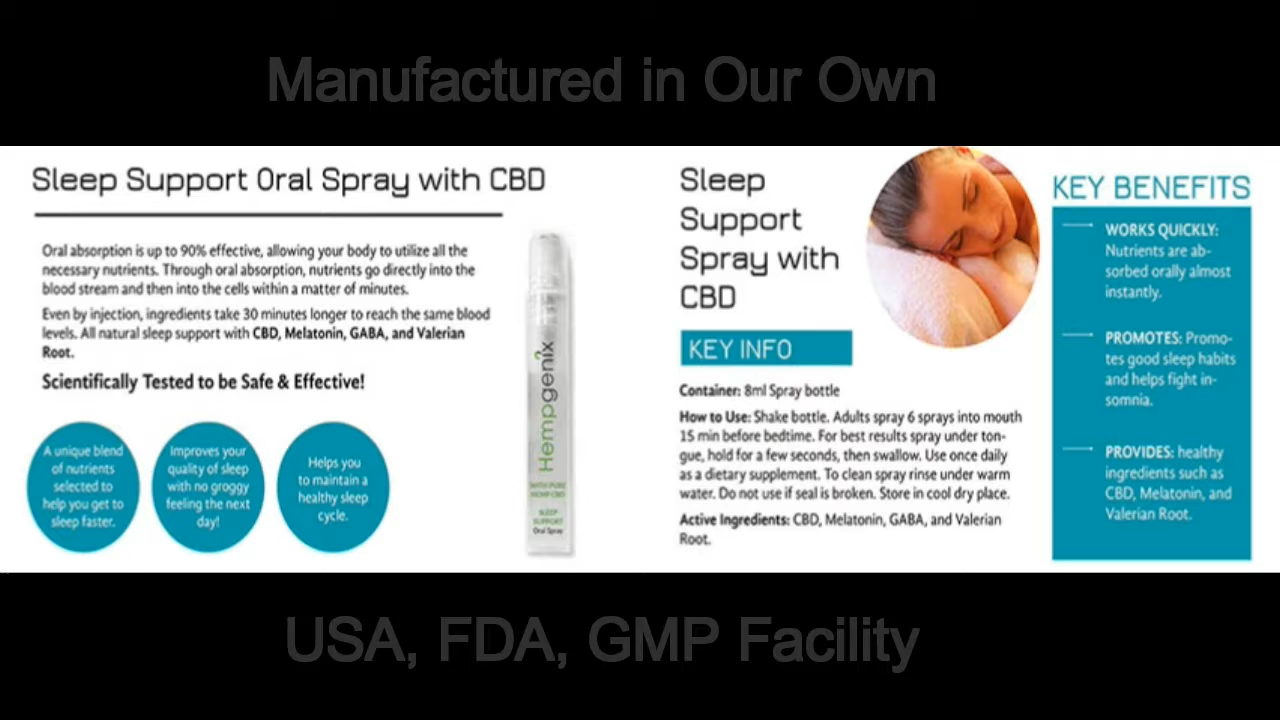 Manufactured in Our Own
Sleep Support Oral Spray with CBD
Oral absorption is up to 90% effective, allowing your body to utilize all the
necessary nutrients. Through oral absorption, nutrients go directly into the
blood stream and then into the cells within a matter of minutes.
Even by injection, ingredients take 30 minutes longer to reach the same blood
levels. All natural sleep support with CBD, Melatonin, GABA, and Valerian
Root.
Scientifically Tested to be Safe & Effective!
A unique blend
of nutrients
selected to
help you get to
sleep faster.
Improves your
quality of sleep
with no groggy
feeling the next
day!
Helps you
to maintain a
healthy sleep
cycle.
Hempgenix
WITH PURE
HEMP CBD
SLEEP
SUPPORT
Oral Spray
Sleep
Support
Spray with
CBD
KEY INFO
Container: 8ml Spray bottle
How to Use: Shake bottle. Adults spray 6 sprays into mouth
15 min before bedtime. For best results spray under ton-
gue, hold for a few seconds, then swallow. Use once daily
as a dietary supplement. To clean spray rinse under warm
water. Do not use if seal is broken. Store in cool dry place.
Active Ingredients: CBD, Melatonin, GABA, and Valerian
Root.
KEY BENEFITS
WORKS QUICKLY:
Nutrients are ab-
sorbed orally almost
instantly.
PROMOTES: Promo-
tes good sleep habits
and helps fight in-
somnia.
PROVIDES: healthy
ingredients such as
CBD, Melatonin, and
Valerian Root.
USA, FDA, GMP Facility